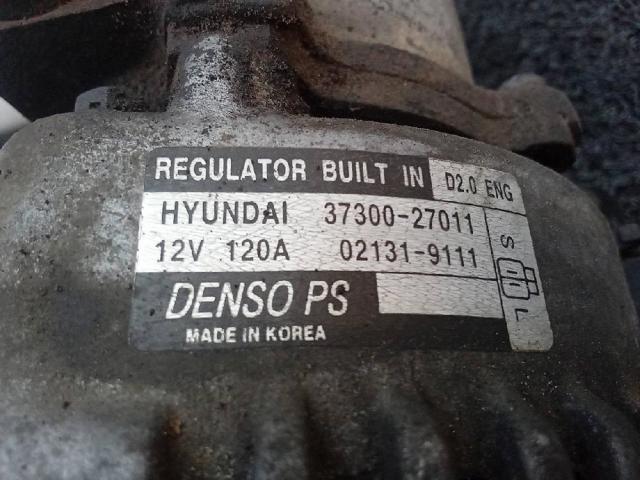 REGULATOR BUILT IN D2.0 ENG
HYUNDAI 37300-27011
12V 120A 02131-9111
S
L
DENSO PS
MADE IN KOREA